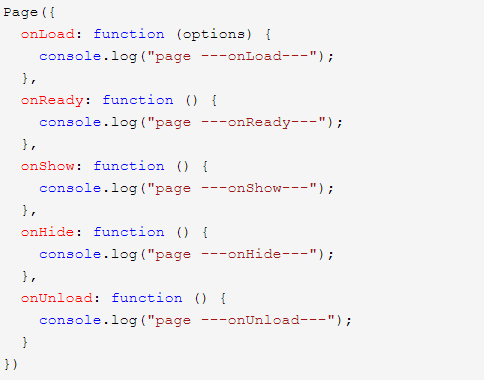 Page({
  onLoad: function (options) {
    console.log("page ---onLoad---");
  },
  onReady: function () {
    console.log("page ---onReady---");
  },
  onShow: function () {
    console.log("page ---onShow---");
  },
  onHide: function () {
    console.log("page ---onHide---");
  },
  onUnload: function () {
    console.log("page ---onUnload---");
  }
})